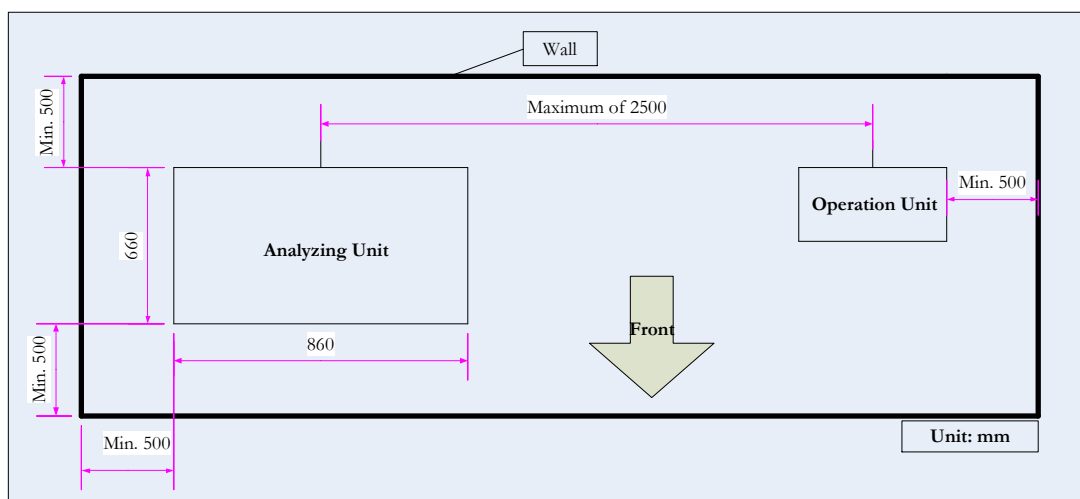 Wall
Maximum of 2500
Min. 500
Min. 500
Operation Unit
660
Analyzing Unit
Front
860
Min. 500
Min. 500
Unit: mm